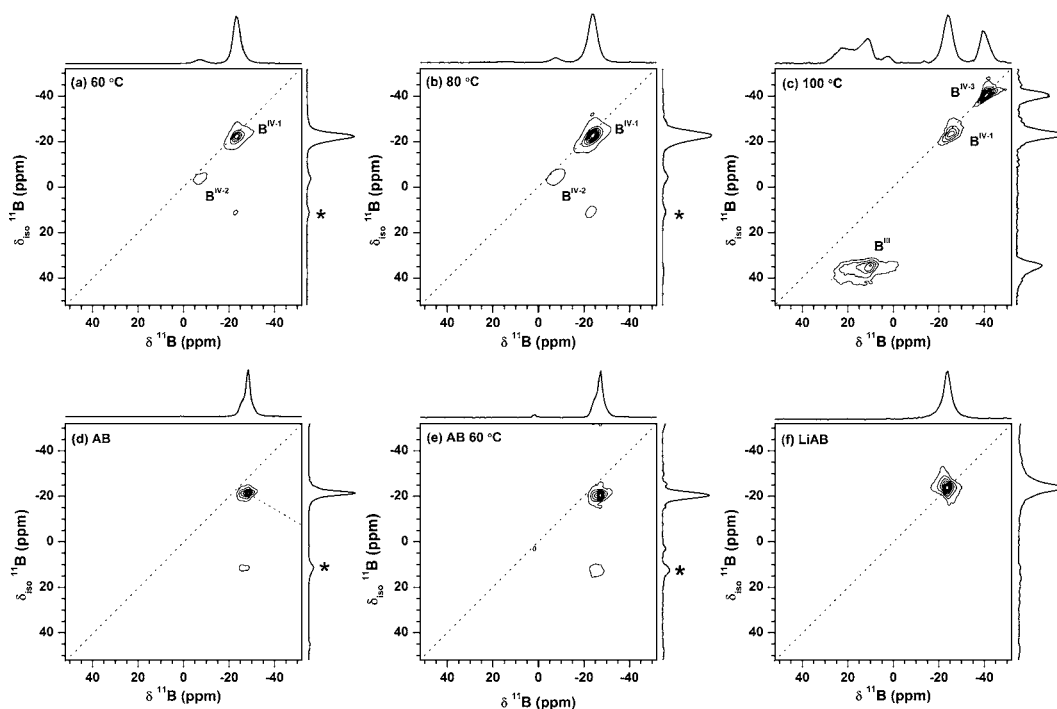 (a) 60 °C
-40
-20
0
20
40
B^IV-1
B^IV-2
*
δiso ¹¹B (ppm)
40 20 0 -20 -40
δ ¹¹B (ppm)
(b) 80 °C
-40
-20
0
20
40
B^IV-1
B^IV-2
*
δiso ¹¹B (ppm)
40 20 0 -20 -40
δ ¹¹B (ppm)
(c) 100 °C
-40
-20
0
20
40
B^IV-3
B^IV-1
B^III
δiso ¹¹B (ppm)
40 20 0 -20 -40
δ ¹¹B (ppm)
(d) AB
-40
-20
0
20
40
*
δiso ¹¹B (ppm)
40 20 0 -20 -40
δ ¹¹B (ppm)
(e) AB 60 °C
-40
-20
0
20
40
*
δiso ¹¹B (ppm)
40 20 0 -20 -40
δ ¹¹B (ppm)
(f) LiAB
-40
-20
0
20
40
δiso ¹¹B (ppm)
40 20 0 -20 -40
δ ¹¹B (ppm)